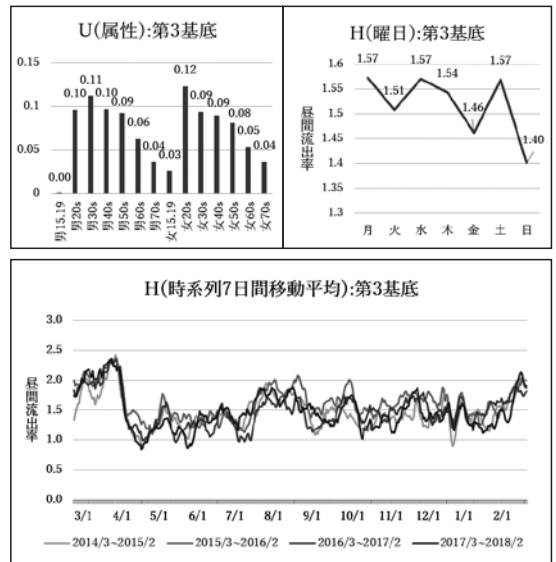 U(属性):第3基底
0.15
0.1
0.05
0
0.00
0.10
0.11
0.10
0.09
0.06
0.04
0.03
0.12
0.09
0.09
0.08
0.05
0.04
男15.19
男20s
男30s
男40s
男50s
男60s
男70s
女15.19
女20s
女30s
女40s
女50s
女60s
女70s
H(曜日):第3基底
昼間流出率
1.6
1.55
1.5
1.45
1.4
1.35
1.3
1.57
1.51
1.57
1.54
1.46
1.57
1.40
月 火 水 木 金 土 日
H(時系列7日間移動平均):第3基底
昼間流出率
3.0
2.5
2.0
1.5
1.0
0.5
0.0
3/1 4/1 5/1 6/1 7/1 8/1 9/1 10/1 11/1 12/1 1/1 2/1
2014/3~2015/2 2015/3~2016/2 2016/3~2017/2 2017/3~2018/2